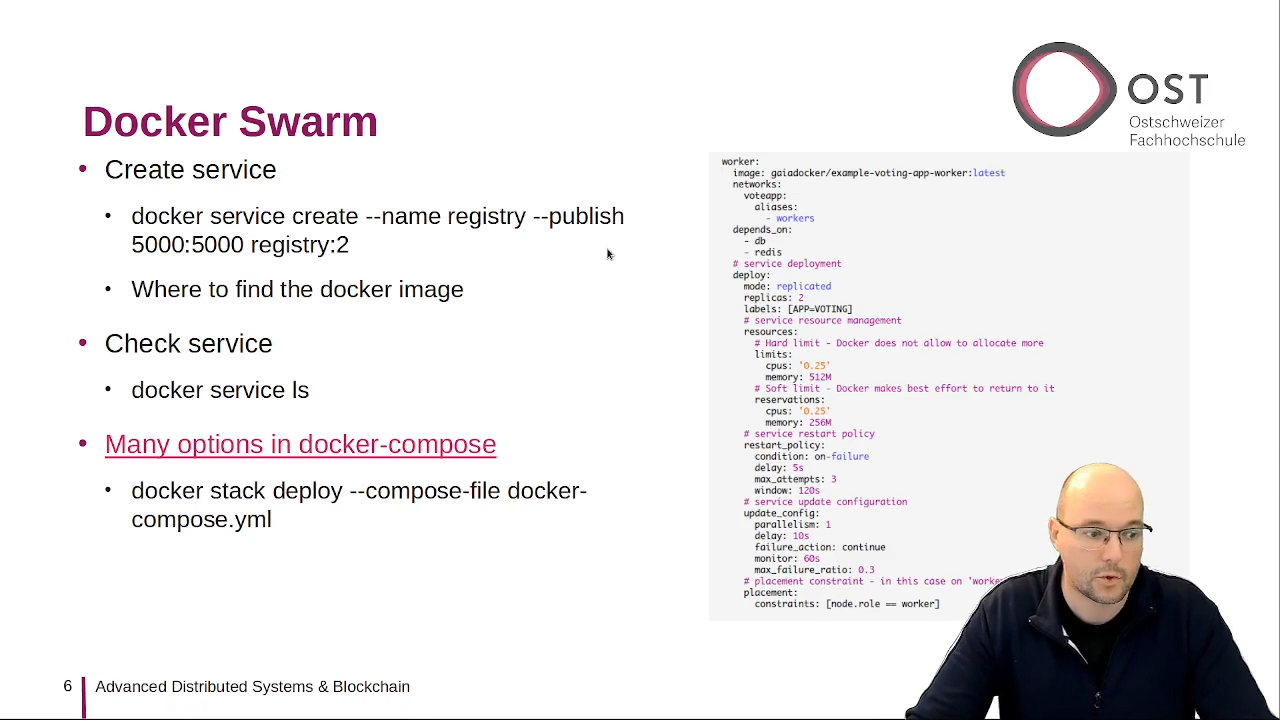 OST
Ostschweizer
Fachhochschule
Docker Swarm
• Create service
• docker service create --name registry --publish
5000:5000 registry:2
• Where to find the docker image
• Check service
• docker service ls
• Many options in docker-compose
• docker stack deploy --compose-file docker-
compose.yml
worker:
image: gaiadocker/example-voting-app-worker:latest
networks:
voteapp:
aliases:
- workers
depends_on:
- db
- redis
# service deployment
deploy:
mode: replicated
replicas: 2
labels: [APP=VOTING]
# service resource management
resources:
# Hard limit - Docker does not allow to allocate more
limits:
cpus: '0.25'
memory: 512M
# Soft limit - Docker makes best effort to return to it
reservations:
cpus: '0.25'
memory: 256M
# service restart policy
restart_policy:
condition: on-failure
delay: 5s
max_attempts: 3
window: 120s
# service update configuration
update_config:
parallelism: 1
delay: 10s
failure_action: continue
monitor: 60s
max_failure_ratio: 0.3
# placement constraint - in this case on
placement:
constraints: [node.role == worker]
6 Advanced Distributed Systems & Blockchain